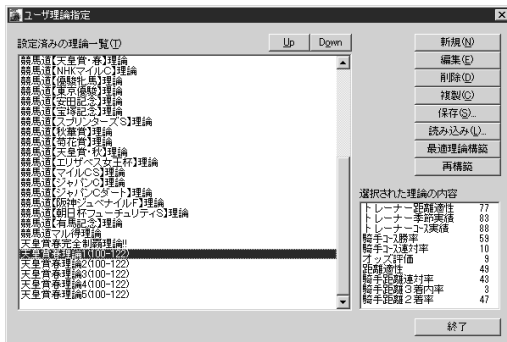 ユーザ理論指定
設定済みの理論一覧(T)
Up
Down
競馬道【天皇賞・春】理論
競馬道【NHKマイルC】理論
競馬道【優駿牝馬】理論
競馬道【東京優駿】理論
競馬道【安田記念】理論
競馬道【宝塚記念】理論
競馬道【スプリンターズS】理論
競馬道【秋華賞】理論
競馬道【菊花賞】理論
競馬道【天皇賞・秋】理論
競馬道【エリザベス女王杯】理論
競馬道【マイルCS】理論
競馬道【ジャパンC】理論
競馬道【ジャパンCダート】理論
競馬道【阪神ジュベナイルF】理論
競馬道【朝日杯フューチュリティS】理論
競馬道【有馬記念】理論
競馬道マル得理論
天皇賞春完全制覇理論!!
天皇賞春理論1(100-122)
天皇賞春理論2(100-122)
天皇賞春理論3(100-122)
天皇賞春理論4(100-122)
天皇賞春理論5(100-122)
新規(N)
編集(E)
削除(D)
複製(C)
保存(S)...
読み込み(L)...
最適理論構築
再構築
選択された理論の内容
トレーナー距離適性 77
トレーナー季節実績 83
トレーナーコース実績 88
騎手コース勝率 59
騎手コース連対率 10
オッズ評価 9
距離適性 49
騎手距離連対率 43
騎手距離3着内率 3
騎手距離2着率 47
終了